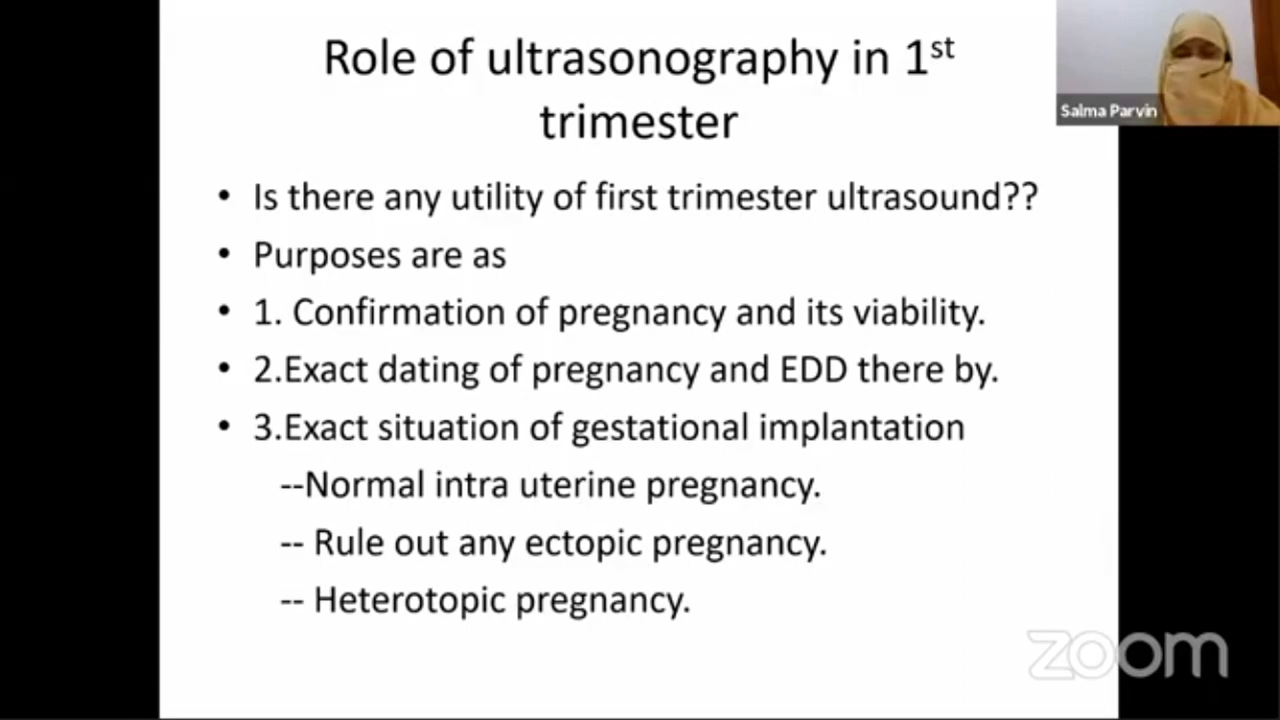 Role of ultrasonography in 1st
trimester
Salma Parvin
• Is there any utility of first trimester ultrasound??
• Purposes are as
• 1. Confirmation of pregnancy and its viability.
• 2.Exact dating of pregnancy and EDD there by.
• 3.Exact situation of gestational implantation
--Normal intra uterine pregnancy.
-- Rule out any ectopic pregnancy.
-- Heterotopic pregnancy.
zoom